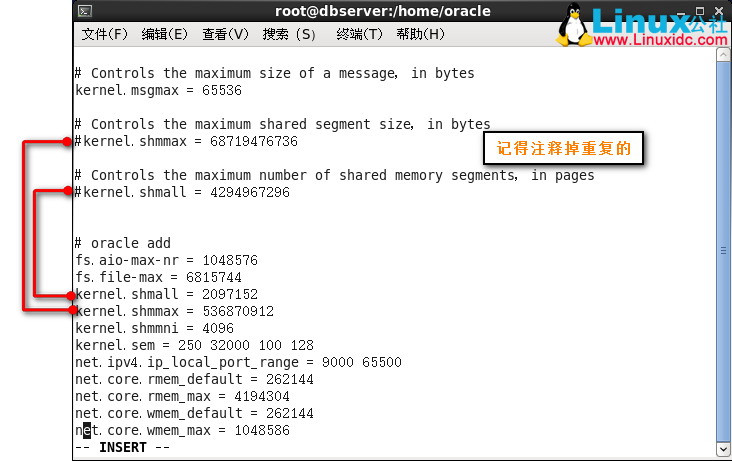 root@dbserver:/home/oracle
Linux公社
www.Linuxidc.com
文件(F) 编辑(E) 查看(V) 搜索 (S) 终端(T) 帮助(H)
# Controls the maximum size of a message, in bytes
kernel.msgmax = 65536
# Controls the maximum shared segment size, in bytes
#kernel.shmmax = 68719476736
记得注释掉重复的
# Controls the maximum number of shared memory segments, in pages
#kernel.shmall = 4294967296
# oracle add
fs.aio-max-nr = 1048576
fs.file-max = 6815744
kernel.shmall = 2097152
kernel.shmmax = 536870912
kernel.shmmni = 4096
kernel.sem = 250 32000 100 128
net.ipv4.ip_local_port_range = 9000 65500
net.core.rmem_default = 262144
net.core.rmem_max = 4194304
net.core.wmem_default = 262144
net.core.wmem_max = 1048586
-- INSERT --